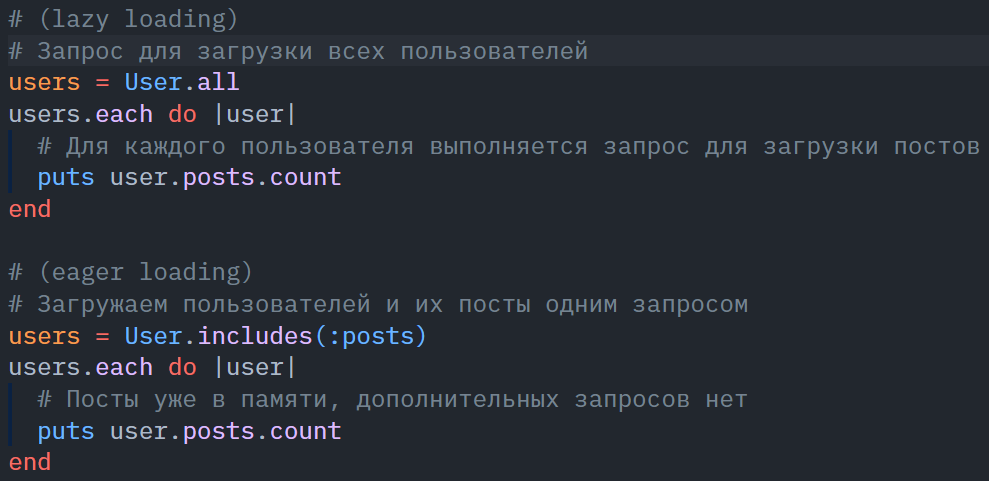 # (lazy loading)
# Запрос для загрузки всех пользователей
users = User.all
users.each do |user|
  # Для каждого пользователя выполняется запрос для загрузки постов
  puts user.posts.count
end

# (eager loading)
# Загружаем пользователей и их посты одним запросом
users = User.includes(:posts)
users.each do |user|
  # Посты уже в памяти, дополнительных запросов нет
  puts user.posts.count
end